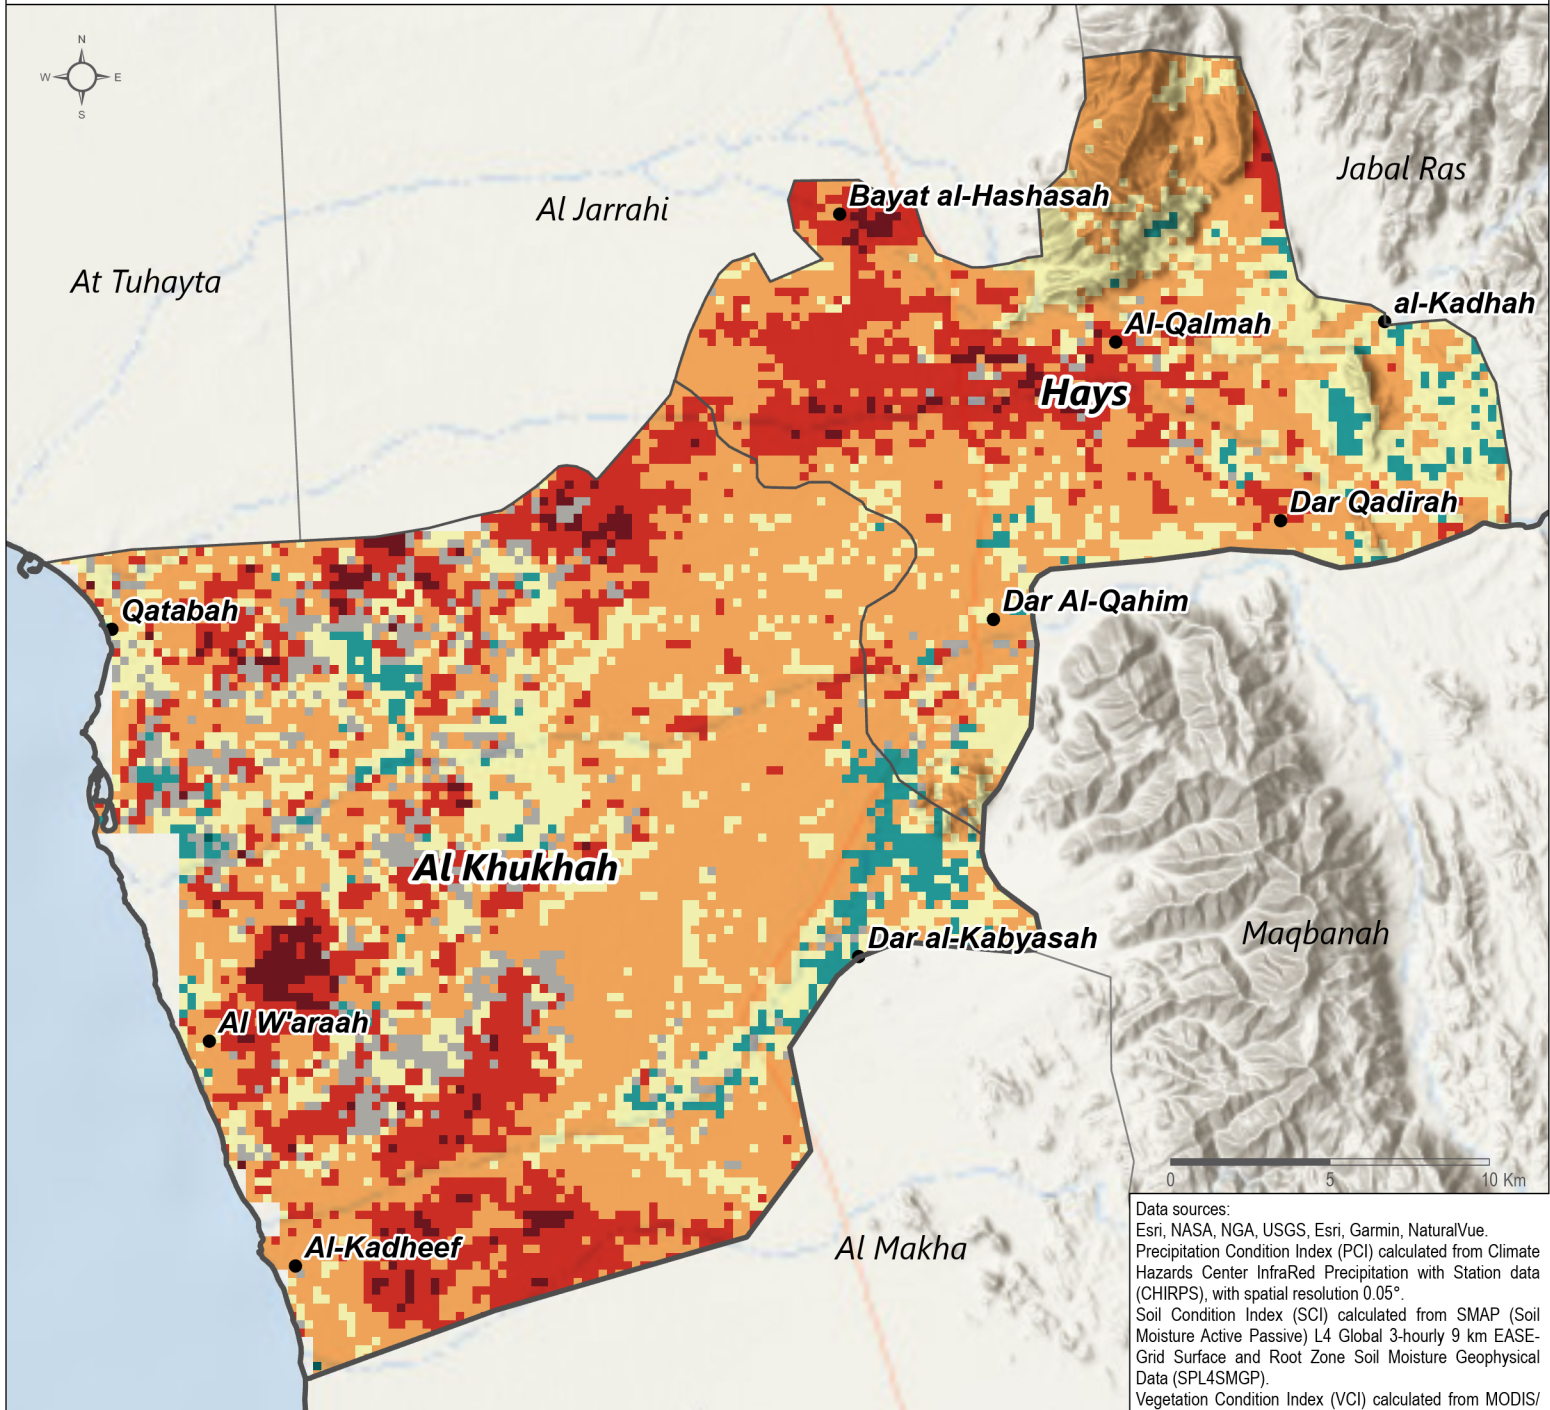 N
W E
S
Jabal Ras
Bayat al-Hashasah
Al Jarrahi
At Tuhayta
al-Kadhah
Al-Qalmah
Hays
Dar Qadirah
Dar Al-Qahim
Qatabah
Al Khukhah
Maqbanah
Dar al-Kabyasah
Al W'araah
0 5 10 Km
Al-Kadheef
Al Makha
Data sources:
Esri, NASA, NGA, USGS, Esri, Garmin, NaturalVue.
Precipitation Condition Index (PCI) calculated from Climate
Hazards Center InfraRed Precipitation with Station data
(CHIRPS), with spatial resolution 0.05°.
Soil Condition Index (SCI) calculated from SMAP (Soil
Moisture Active Passive) L4 Global 3-hourly 9 km EASE-
Grid Surface and Root Zone Soil Moisture Geophysical
Data (SPL4SMGP).
Vegetation Condition Index (VCI) calculated from MODIS/